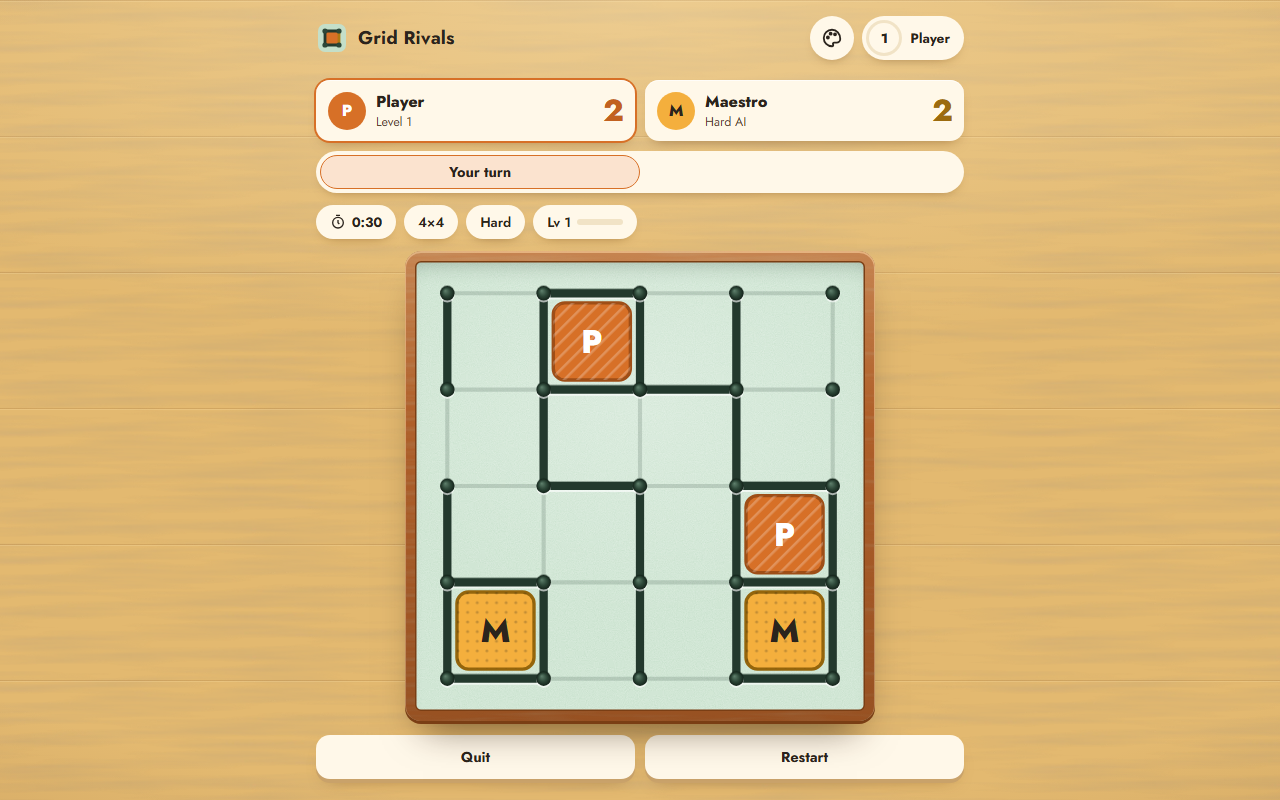 Grid Rivals
1 Player
P Player 2
Level 1
M Maestro 2
Hard AI
Your turn
0:30 4×4 Hard Lv 1
P
P
M M
Quit Restart